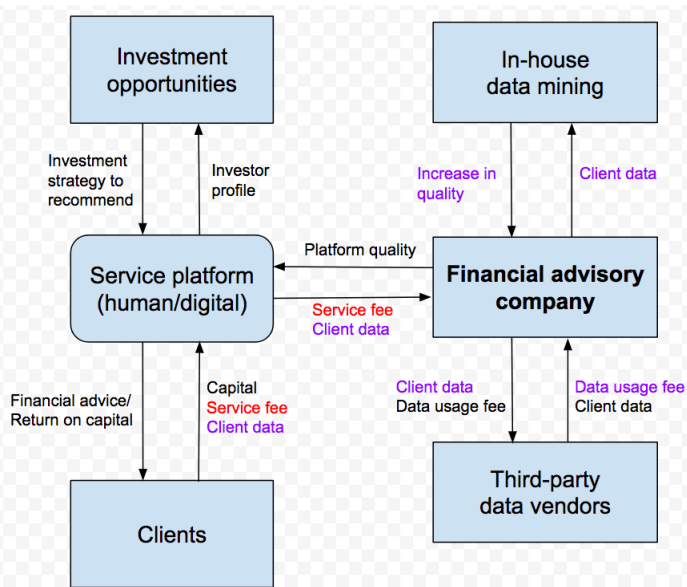 Investment
opportunities
In-house
data mining
Investment
strategy to
recommend
Investor
profile
Increase in
quality
Client data
Service platform
(human/digital)
Platform quality
Service fee
Client data
Financial advisory
company
Financial advice/
Return on capital
Capital
Service fee
Client data
Client data
Data usage fee
Data usage fee
Client data
Clients
Third-party
data vendors